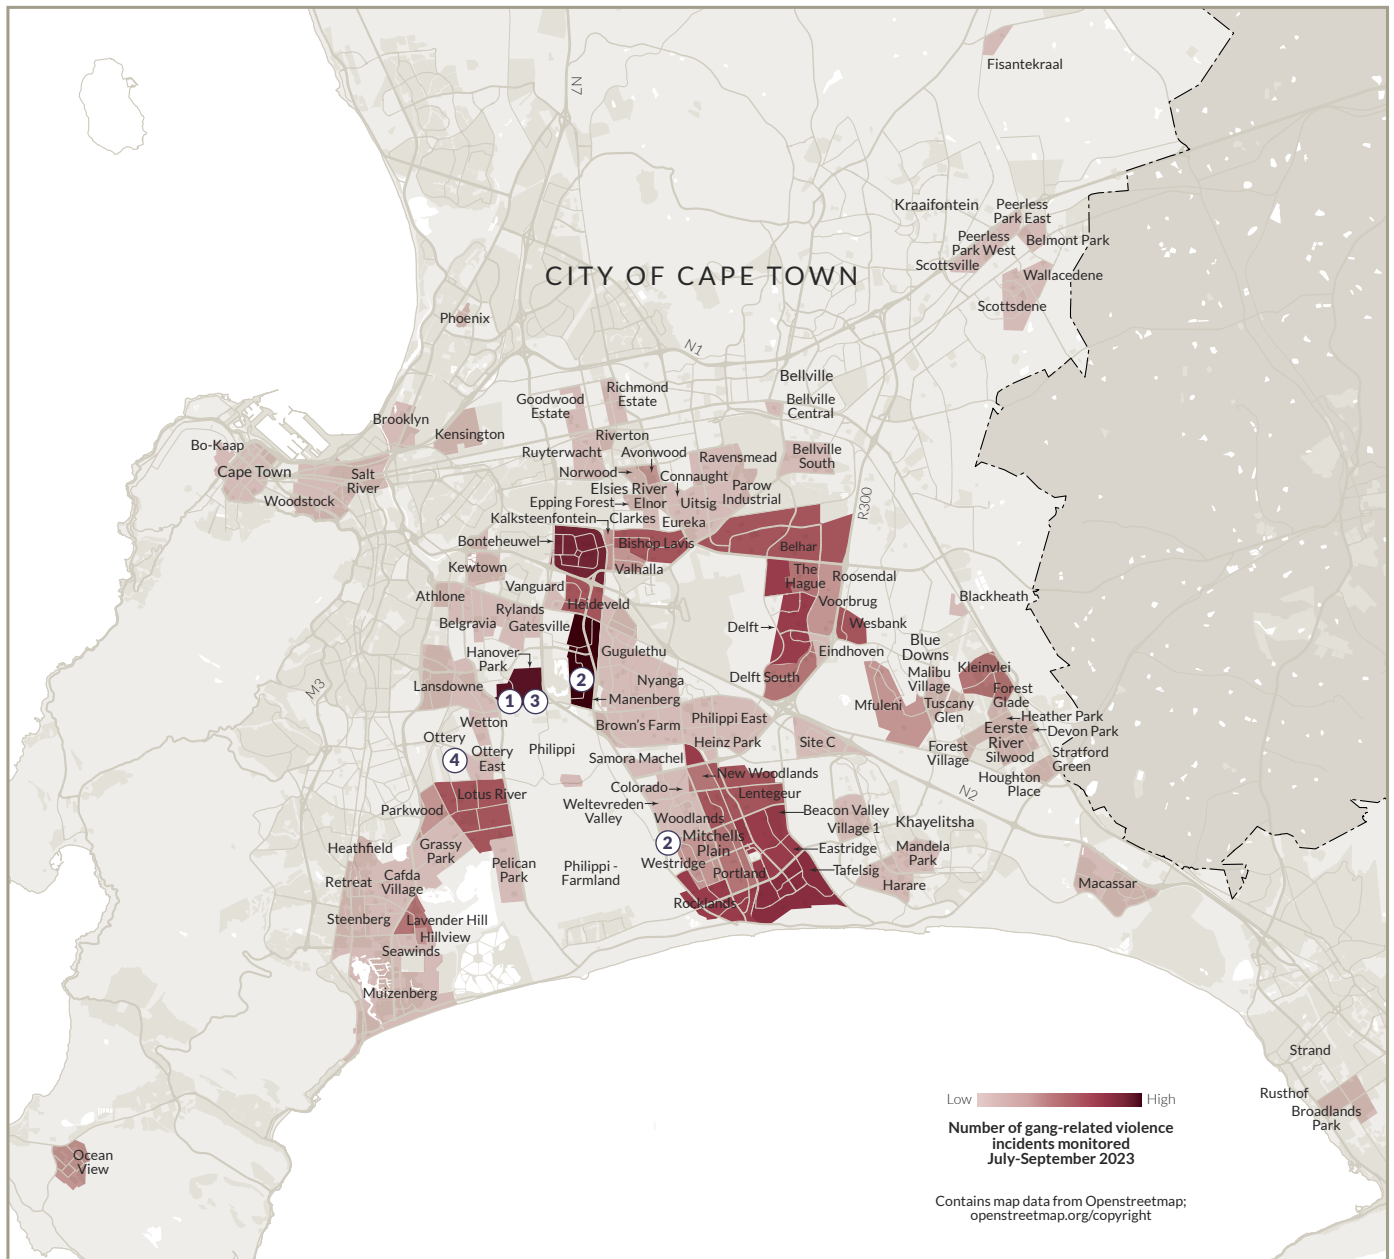 N7
Fisantekraal
Kraaifontein
Peerless
Park East
Peerless
Park West
Belmont Park
Scottsville
Wallacedene
CITY OF CAPE TOWN
Scottsdene
Phoenix
N1
Bellville
Richmond
Estate
Goodwood
Estate
Bellville
Central
Brooklyn
Kensington
Riverton
Bo-Kaap
Ruyterwacht
Avonwood
Ravensmead
Bellville
South
Cape Town
Salt
River
Norwood
Connaught
Woodstock
Elsies River
Parow
Industrial
Epping Forest
Elnor
Uitsig
R300
Kalksteenfontein
Clarkes
Eureka
Bonteheuwel
Bishop Lavis
Belhar
Kewtown
Valhalla
The
Hague
Roosendal
Vanguard
Athlone
Rylands
Heideveld
Voorbrug
Blackheath
Belgravia
Gatesville
Delft
Wesbank
Hanover
Park
Gugulethu
Eindhoven
Blue
Downs
Kleinvlei
M3
Lansdowne
Nyanga
Delft South
Malibu
Village
2
1
3
Manenberg
Mfuleni
Tuscany
Glen
Forest
Glade
Wetton
Brown's Farm
Philippi East
Heather Park
Devon Park
Ottery
Philippi
Heinz Park
Site C
Forest
Village
Eerste
River
Silwood
4
Ottery
East
Samora Machel
Stratford
Green
New Woodlands
Houghton
Place
Colorado
Lentegeur
N2
Parkwood
Lotus River
Weltevreden
Valley
Woodlands
Beacon Valley
Village 1
Khayelitsha
2
Mitchells
Plain
Heathfield
Grassy
Park
Eastridge
Mandela
Park
Pelican
Park
Philippi -
Farmland
Westridge
Portland
Tafelsig
Retreat
Cafda
Village
Harare
Macassar
Rocklands
Steenberg
Lavender Hill
Hillview
Seawinds
Muizenberg
Strand
Rusthof
Broadlands
Park
Ocean
View
Low
High
Number of gang-related violence
incidents monitored
July-September 2023
Contains map data from Openstreetmap;
openstreetmap.org/copyright